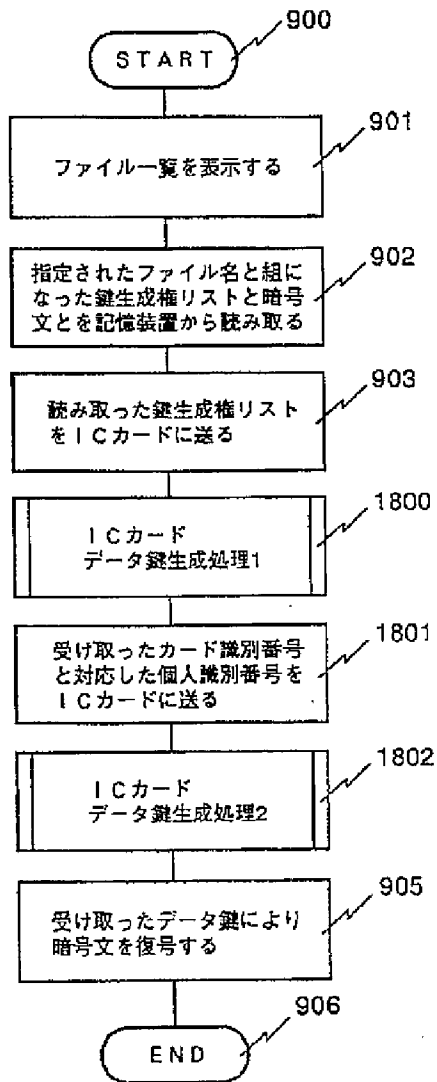 900
START
901
ファイル一覧を表示する
902
指定されたファイル名と組に
なった鍵生成権リストと暗号
文とを記憶装置から読み取る
903
読み取った鍵生成権リスト
をICカードに送る
1800
ICカード
データ鍵生成処理1
1801
受け取ったカード識別番号
と対応した個人識別番号を
ICカードに送る
1802
ICカード
データ鍵生成処理2
905
受け取ったデータ鍵により
暗号文を復号する
906
END